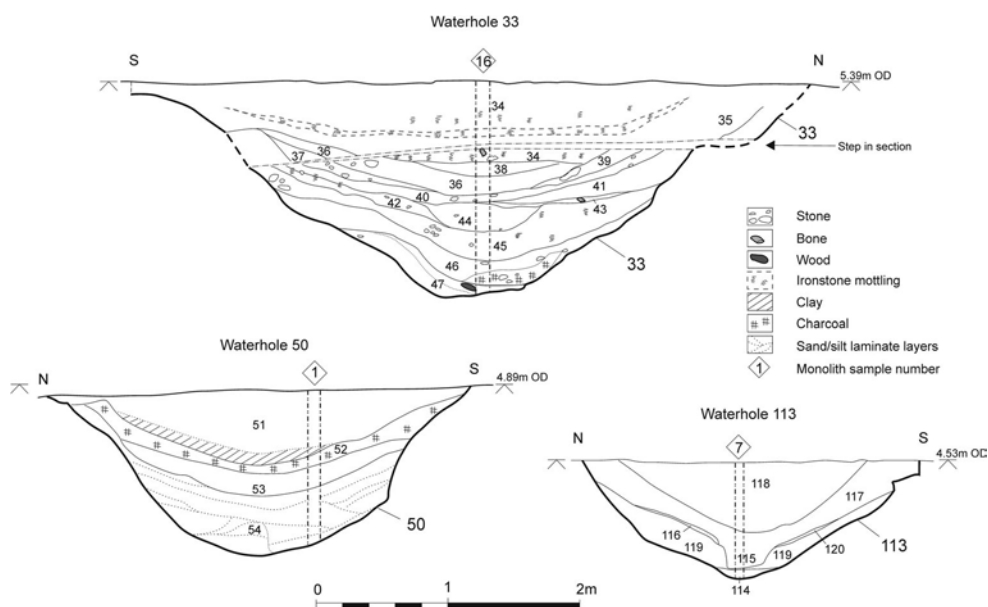 Waterhole 33
S
16
N
5.39m OD
34
35
33
Step in section
37
36
34
39
38
36
41
40
42
43
44
45
46
33
47
Stone
Bone
Wood
Ironstone mottling
Clay
Charcoal
Sand/silt laminate layers
1 Monolith sample number
Waterhole 50
N
1
S
4.89m OD
51
52
53
54
50
Waterhole 113
N
7
S
4.53m OD
118
117
116
119
115
119
120
113
114
0 1 2m